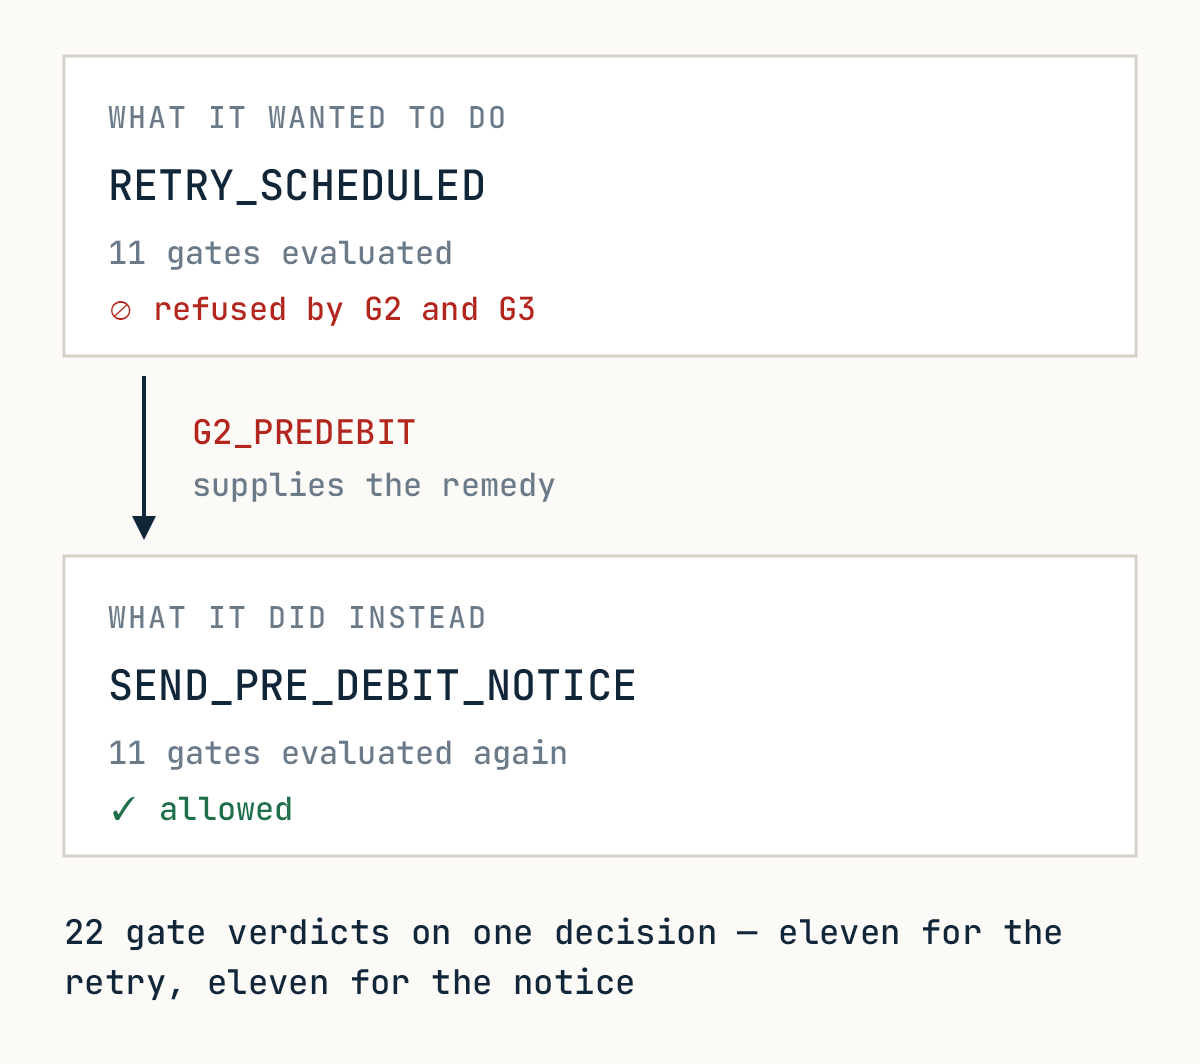 WHAT IT WANTED TO DO
RETRY_SCHEDULED
11 gates evaluated
⊘ refused by G2 and G3
G2_PREDEBIT
supplies the remedy
WHAT IT DID INSTEAD
SEND_PRE_DEBIT_NOTICE
11 gates evaluated again
✓ allowed
22 gate verdicts on one decision — eleven for the
retry, eleven for the notice